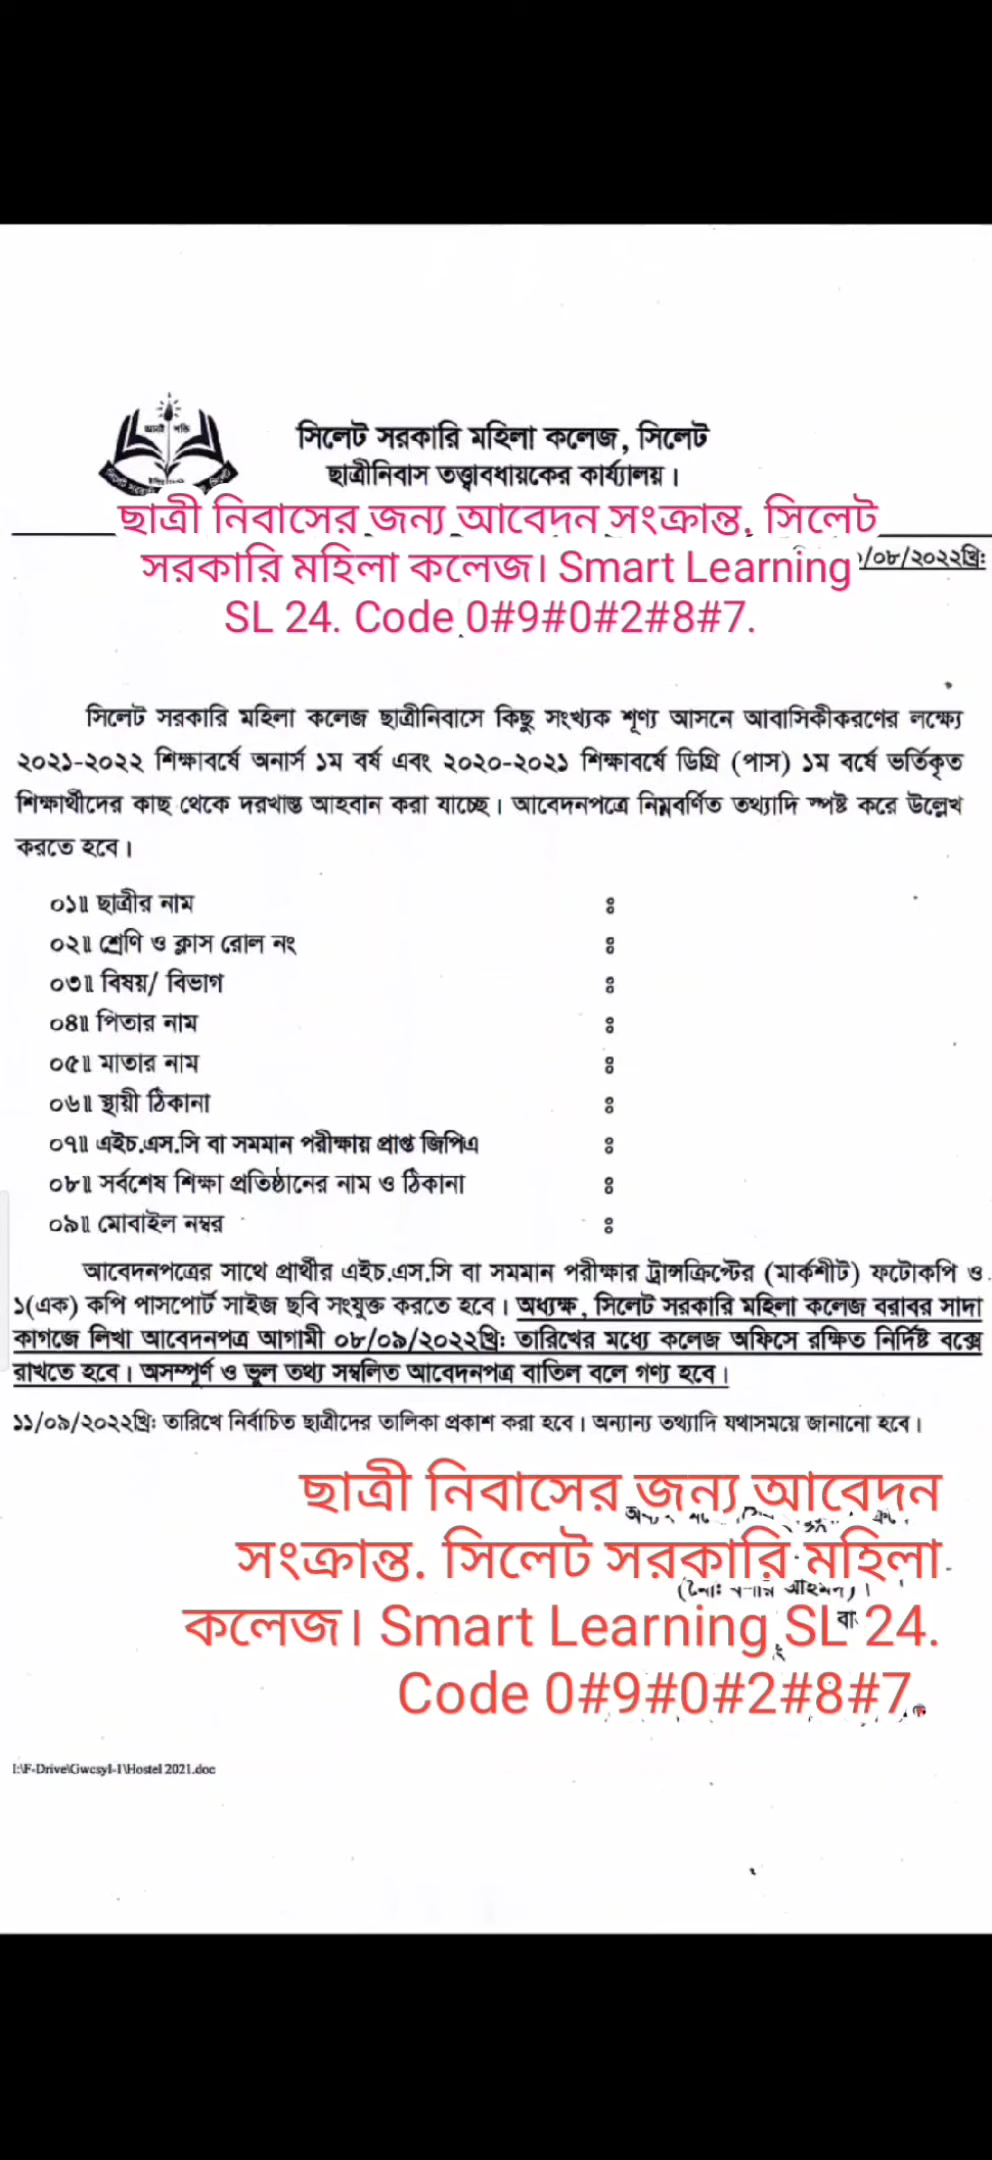 সিলেট সরকারি মহিলা কলেজ, সিলেট
ছাত্রীনিবাস তত্ত্বাবধায়কের কার্য্যালয়।
ছাত্রী নিবাসের জন্য আবেদন সংক্রান্ত, সিলেট
সরকারি মহিলা কলেজ। Smart Learning
/০৮/২০২২খ্রি:
SL 24. Code 0#9#0#2#8#7.
সিলেট সরকারি মহিলা কলেজ ছাত্রীনিবাসে কিছু সংখ্যক শূণ্য আসনে আবাসিকীকরণের লক্ষ্যে
২০২১-২০২২ শিক্ষাবর্ষে অনার্স ১ম বর্ষ এবং ২০২০-২০২১ শিক্ষাবর্ষে ডিগ্রি (পাস) ১ম বর্ষে ভর্তিকৃত
শিক্ষার্থীদের কাছ থেকে দরখাস্ত আহবান করা যাচ্ছে। আবেদনপত্রে নিম্নবর্ণিত তথ্যাদি স্পষ্ট করে উল্লেখ
করতে হবে।
০১॥ ছাত্রীর নাম ঃ
০২॥ শ্রেণি ও ক্লাস রোল নং ঃ
০৩॥ বিষয়/ বিভাগ ঃ
০৪॥ পিতার নাম ঃ
০৫॥ মাতার নাম ঃ
০৬॥ স্থায়ী ঠিকানা ঃ
০৭॥ এইচ.এস.সি বা সমমান পরীক্ষায় প্রাপ্ত জিপিএ ঃ
০৮॥ সর্বশেষ শিক্ষা প্রতিষ্ঠানের নাম ও ঠিকানা ঃ
০৯॥ মোবাইল নম্বর ঃ
আবেদনপত্রের সাথে প্রার্থীর এইচ.এস.সি বা সমমান পরীক্ষার ট্রান্সক্রিপ্টের (মার্কশীট) ফটোকপি ও
১(এক) কপি পাসপোর্ট সাইজ ছবি সংযুক্ত করতে হবে। অধ্যক্ষ, সিলেট সরকারি মহিলা কলেজ বরাবর সাদা
কাগজে লিখা আবেদনপত্র আগামী ০৮/০৯/২০২২খ্রি: তারিখের মধ্যে কলেজ অফিসে রক্ষিত নির্দিষ্ট বক্সে
রাখতে হবে। অসম্পূর্ণ ও ভুল তথ্য সম্বলিত আবেদনপত্র বাতিল বলে গণ্য হবে।
১১/০৯/২০২২খ্রি: তারিখে নির্বাচিত ছাত্রীদের তালিকা প্রকাশ করা হবে। অন্যান্য তথ্যাদি যথাসময়ে জানানো হবে।
ছাত্রী নিবাসের জন্য আবেদন
সংক্রান্ত. সিলেট সরকারি মহিলা
কলেজ। Smart Learning SL 24.
Code 0#9#0#2#8#7.
I:\F-Drive\Gwcsyl-1\Hostel 2021.doc